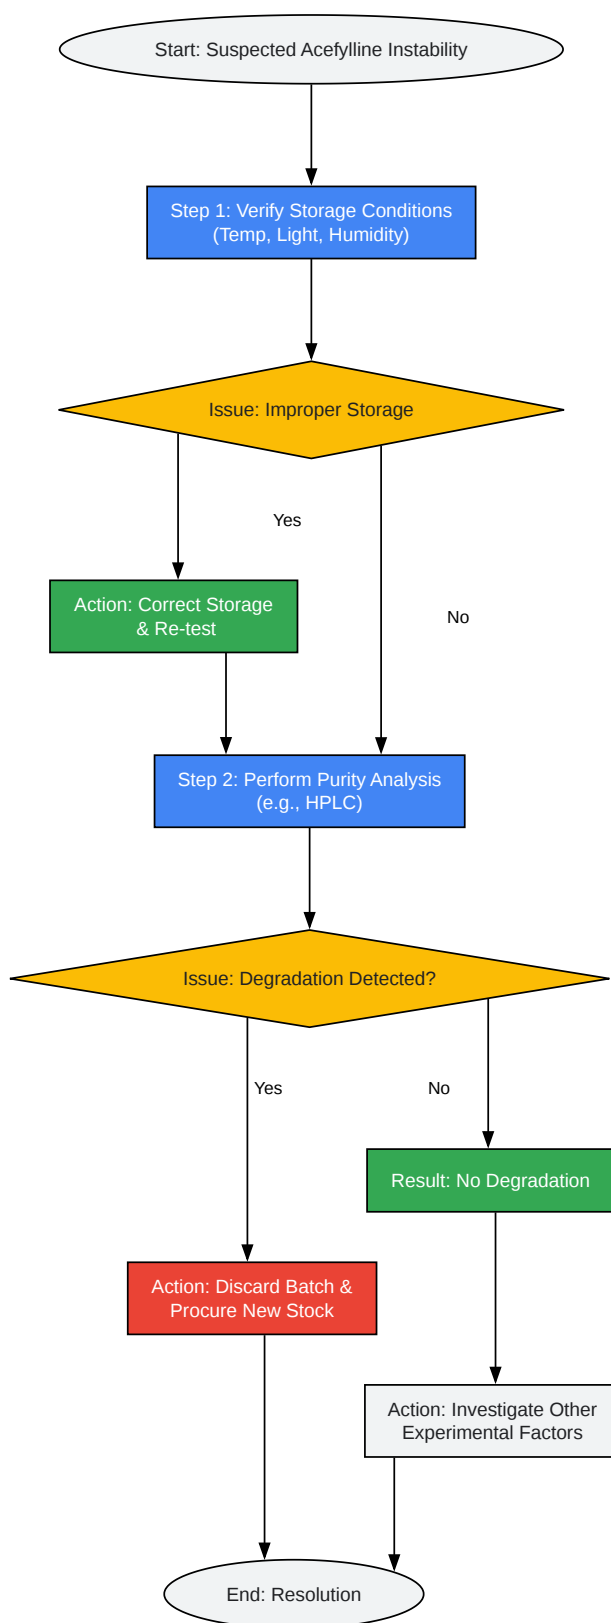 Start: Suspected Acefylline Instability
Step 1: Verify Storage Conditions
(Temp, Light, Humidity)
Issue: Improper Storage
Yes
Action: Correct Storage
& Re-test
No
Step 2: Perform Purity Analysis
(e.g., HPLC)
Issue: Degradation Detected?
Yes
No
Result: No Degradation
Action: Discard Batch &
Procure New Stock
Action: Investigate Other
Experimental Factors
End: Resolution